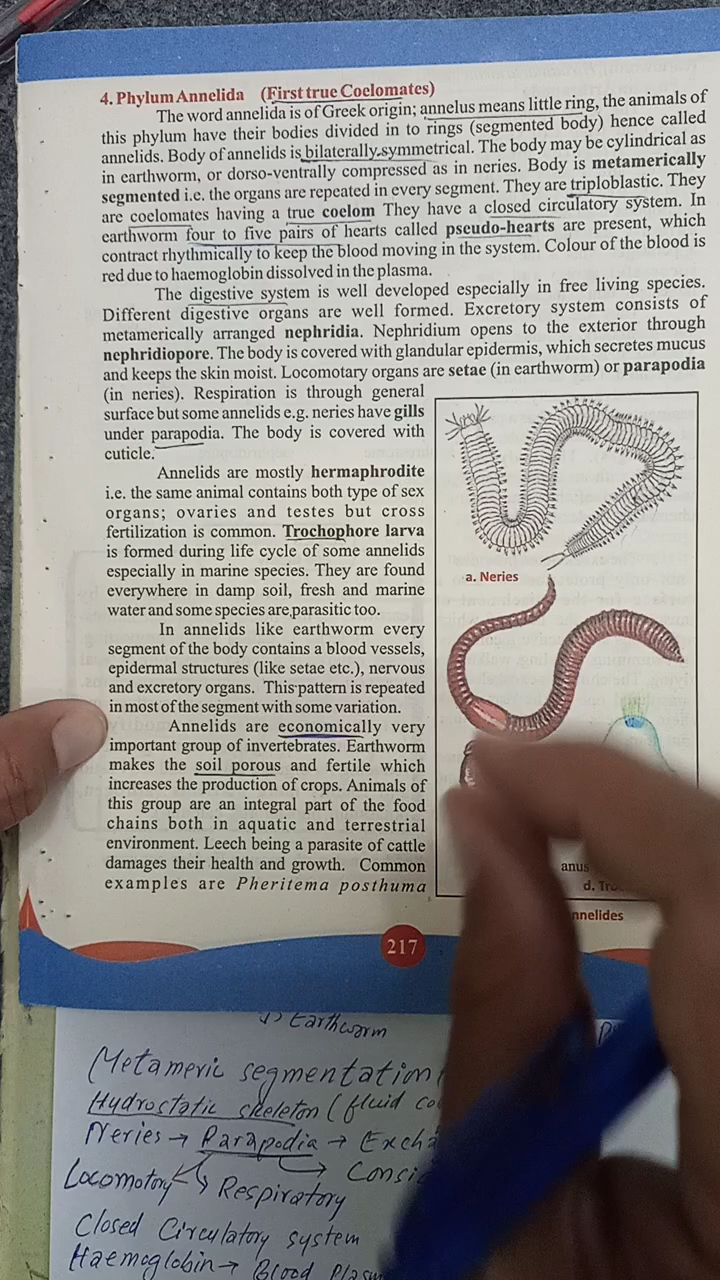 4. Phylum Annelida (First true Coelomates)
The word annelida is of Greek origin; annelus means little ring, the animals of
this phylum have their bodies divided in to rings (segmented body) hence called
annelids. Body of annelids is bilaterally symmetrical. The body may be cylindrical as
in earthworm, or dorso-ventrally compressed as in neries. Body is metamerically
segmented i.e. the organs are repeated in every segment. They are triploblastic. They
are coelomates having a true coelom They have a closed circulatory system. In
earthworm four to five pairs of hearts called pseudo-hearts are present, which
contract rhythmically to keep the blood moving in the system. Colour of the blood is
red due to haemoglobin dissolved in the plasma.
The digestive system is well developed especially in free living species.
Different digestive organs are well formed. Excretory system consists of
metamerically arranged nephridia. Nephridium opens to the exterior through
nephridiopore. The body is covered with glandular epidermis, which secretes mucus
and keeps the skin moist. Locomotary organs are setae (in earthworm) or parapodia
(in neries). Respiration is through general
surface but some annelids e.g. neries have gills
under parapodia. The body is covered with
cuticle.
Annelids are mostly hermaphrodite
i.e. the same animal contains both type of sex
organs; ovaries and testes but cross
fertilization is common. Trochophore larva
is formed during life cycle of some annelids
especially in marine species. They are found
everywhere in damp soil, fresh and marine
water and some species are parasitic too.
In annelids like earthworm every
segment of the body contains a blood vessels,
epidermal structures (like setae etc.), nervous
and excretory organs. This pattern is repeated
in most of the segment with some variation.
Annelids are economically very
important group of invertebrates. Earthworm
makes the soil porous and fertile which
increases the production of crops. Animals of
this group are an integral part of the food
chains both in aquatic and terrestrial
environment. Leech being a parasite of cattle
damages their health and growth. Common
examples are Pheritema posthuma
a. Neries
anus
d.
nnelides
217
Earthworm
Metameric segmentation
Hydrostatic skeleton (fluid
Neries → Parapodia →
Locomotory Respiratory
Closed Circulatory system
Haemoglobin → Blood